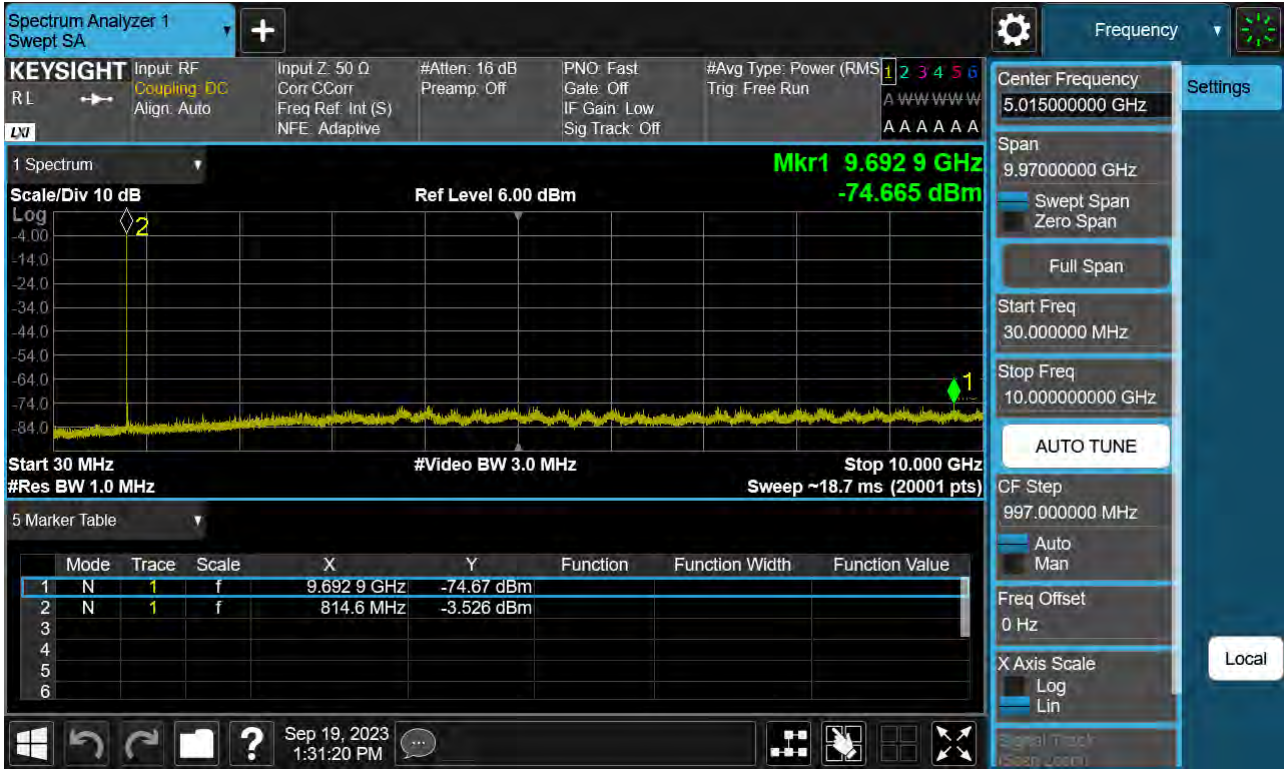 Spectrum Analyzer 1
Swept SA
+
Frequency
KEYSIGHT
RL
LXI
Input: RF
Coupling: DC
Align: Auto
Input Z: 50 Ω
Corr CCorr
Freq Ref: Int (S)
NFE: Adaptive
#Atten: 16 dB
Preamp: Off
PNO: Fast
Gate: Off
IF Gain: Low
Sig Track: Off
#Avg Type: Power (RMS
Trig: Free Run
1 2 3 4 5 6
A W W W W W
A A A A A A
1 Spectrum
Scale/Div 10 dB
Ref Level 6.00 dBm
Mkr1 9.692 9 GHz
-74.665 dBm
Log
-4.00
-14.0
-24.0
-34.0
-44.0
-54.0
-64.0
-74.0
-84.0
2
1
Start 30 MHz
#Video BW 3.0 MHz
Stop 10.000 GHz
#Res BW 1.0 MHz
Sweep ~18.7 ms (20001 pts)
5 Marker Table
Mode Trace Scale X Y Function Function Width Function Value
1 N 1 f 9.692 9 GHz -74.67 dBm
2 N 1 f 814.6 MHz -3.526 dBm
3
4
5
6
Center Frequency
5.015000000 GHz
Settings
Span
9.97000000 GHz
Swept Span
Zero Span
Full Span
Start Freq
30.000000 MHz
Stop Freq
10.000000000 GHz
AUTO TUNE
CF Step
997.000000 MHz
Auto
Man
Freq Offset
0 Hz
X Axis Scale
Log
Lin
Local
Signal Track
(Span Zoom)
?
Sep 19, 2023
1:31:20 PM